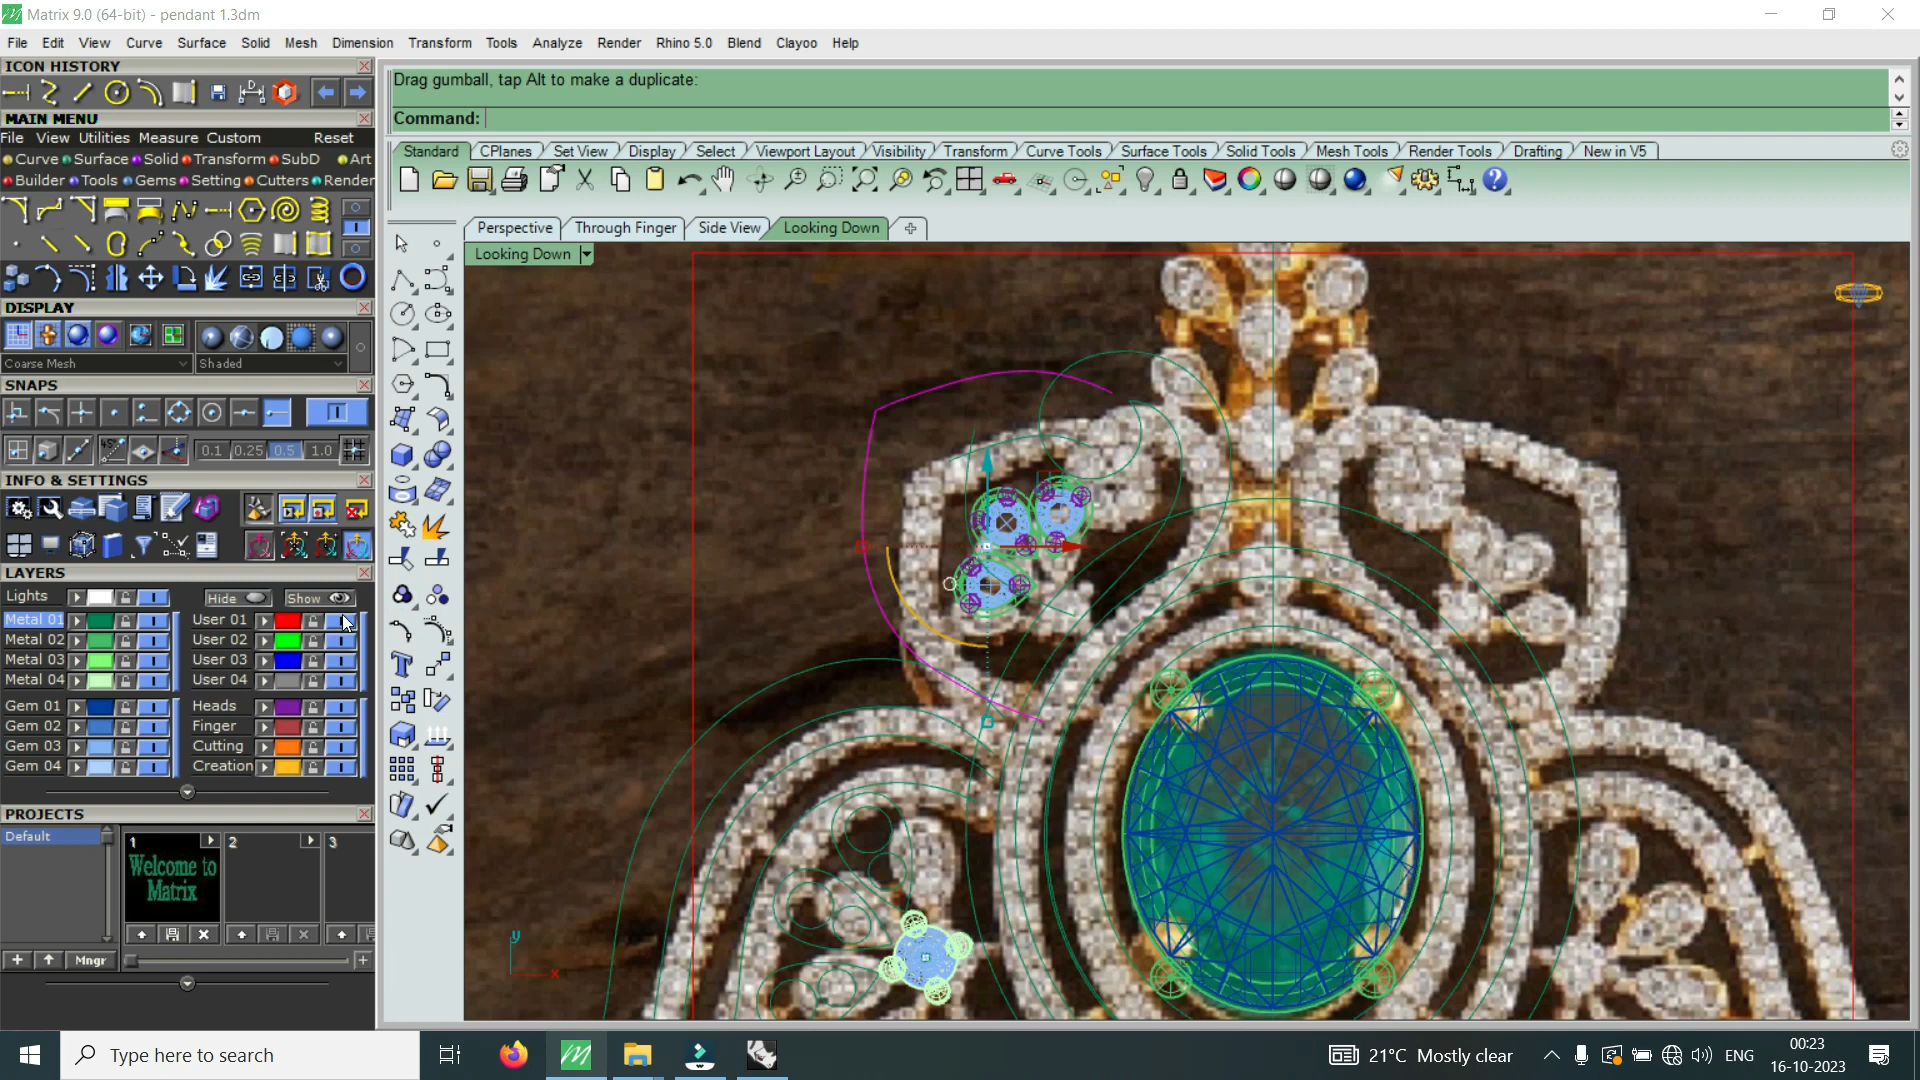 Matrix 9.0 (64-bit) - pendant 1.3dm
File Edit View Curve Surface Solid Mesh Dimension Transform Tools Analyze Render Rhino 5.0 Blend Clayoo Help
ICON HISTORY
MAIN MENU
File View Utilities Measure Custom Reset
Curve Surface Solid Transform SubD Art
Builder Tools Gems Setting Cutters Render
DISPLAY
Coarse Mesh Shaded
SNAPS
0.1 0.25 0.5 1.0
INFO & SETTINGS
LAYERS
Lights Hide Show
Metal 01 User 01
Metal 02 User 02
Metal 03 User 03
Metal 04 User 04
Gem 01 Heads
Gem 02 Finger
Gem 03 Cutting
Gem 04 Creation
PROJECTS
Default
1 2 3
Welcome to
Matrix
Mngr
Drag gumball, tap Alt to make a duplicate:
Command:
Standard CPlanes Set View Display Select Viewport Layout Visibility Transform Curve Tools Surface Tools Solid Tools Mesh Tools Render Tools Drafting New in V5
Perspective Through Finger Side View Looking Down
Looking Down
y
x
Type here to search
21°C Mostly clear
ENG
00:23
16-10-2023